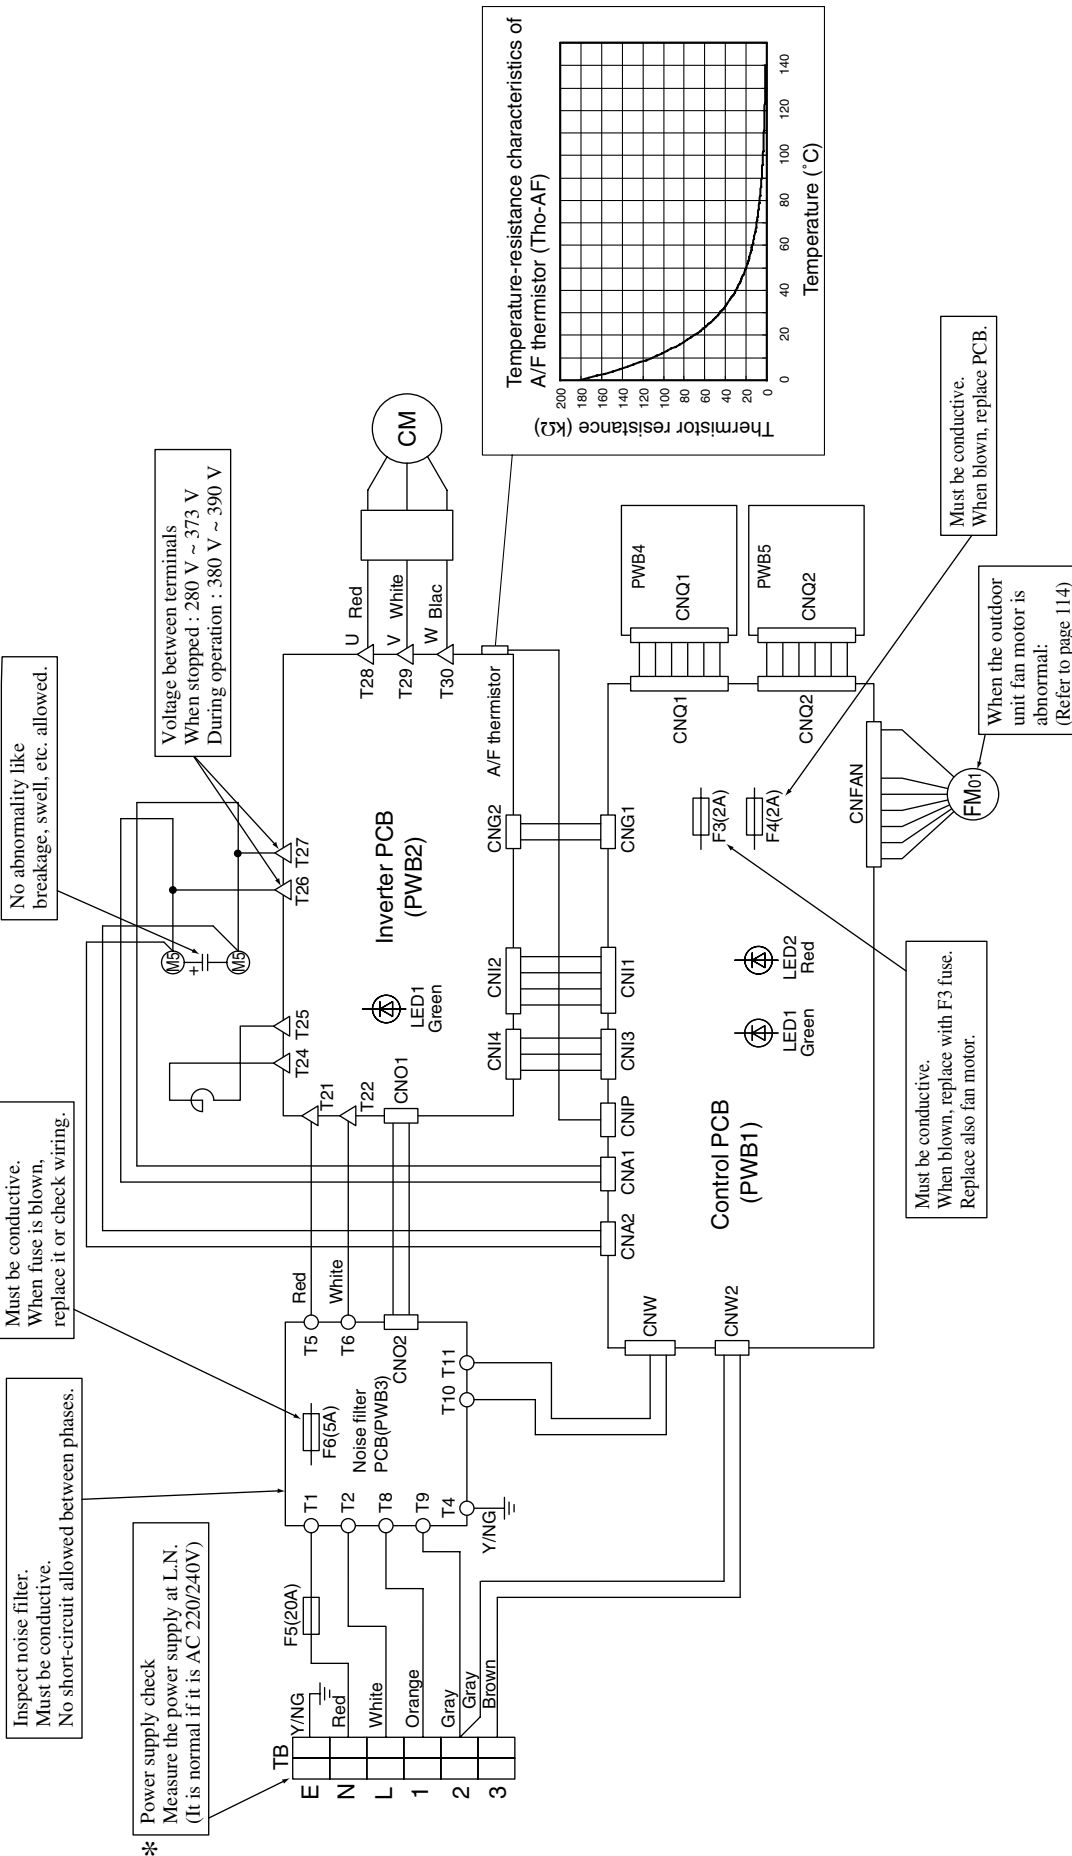 Inspect noise filter.
Must be conductive.
No short-circuit allowed between phases.
Must be conductive.
When fuse is blown,
replace it or check wiring.
No abnormality like
breakage, swell, etc. allowed.
* Power supply check
Measure the power supply at L.N.
(It is normal if it is AC 220/240V)
Voltage between terminals
When stopped : 280 V ~ 373 V
During operation : 380 V ~ 390 V
TB
E
N
L
1
2
3
Y/NG
Red
White
Orange
Gray
Gray
Brown
F5(20A)
T1
T2
T8
T9
T4
Y/NG
F6(5A)
Noise filter
PCB(PWB3)
T5
T6
CNO2
T10
T11
Red
White
M5
+
M5
T24
T25
T26
T27
T21
T22
CNO1
LED1
Green
Inverter PCB
(PWB2)
T28
T29
T30
U
V
W
Red
White
Blac
CM
CNI4
CNI2
CNG2
A/F thermistor
CNA2
CNA1
CNIP
CNI3
CNI1
CNG1
CNW
CNW2
Control PCB
(PWB1)
LED1
Green
LED2
Red
F3(2A)
F4(2A)
CNQ1
CNQ2
CNQ1
PWB4
CNQ2
PWB5
CNFAN
FM01
Temperature-resistance characteristics of
A/F thermistor (Tho-AF)
Thermistor resistance (kΩ)
200
180
160
140
120
100
80
60
40
20
0
0
20
40
60
80
100
120
140
Temperature (˚C)
Must be conductive.
When blown, replace with F3 fuse.
Replace also fan motor.
Must be conductive.
When blown, replace PCB.
When the outdoor
unit fan motor is
abnormal:
(Refer to page 114)